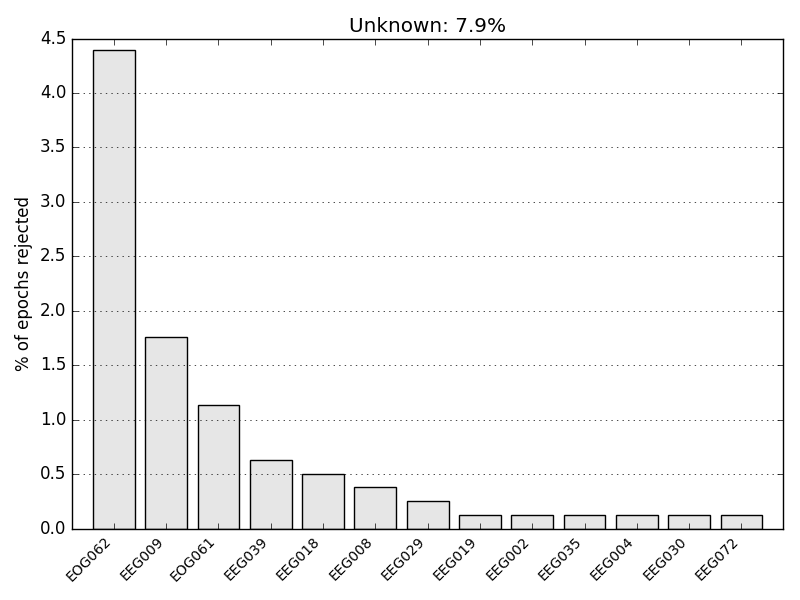 Unknown: 7.9%
4.5
4.0
3.5
3.0
2.5
2.0
1.5
1.0
0.5
0.0
% of epochs rejected
EOG062
EEG009
EOG061
EEG039
EEG018
EEG008
EEG029
EEG019
EEG002
EEG035
EEG004
EEG030
EEG072